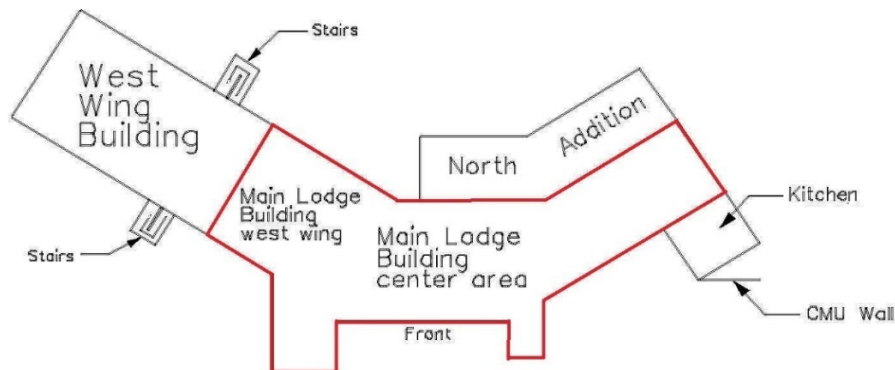 Stairs
West
Wing
Building
Addition
North
Main Lodge
Building
west wing
Kitchen
Main Lodge
Building
center area
Stairs
CMU Wall
Front